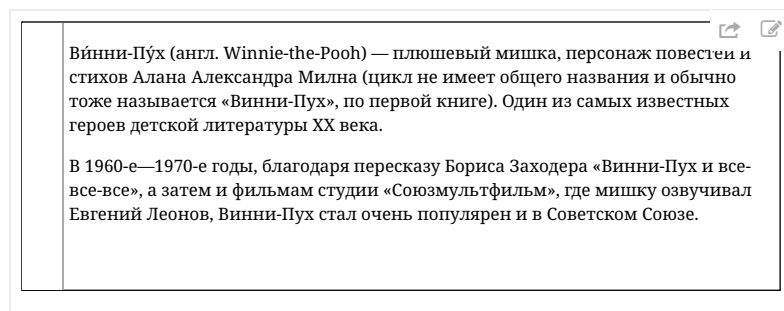 Ви́нни-Пу́х (англ. Winnie-the-Pooh) — плюшевый мишка, персонаж повестей и
стихов Алана Александра Милна (цикл не имеет общего названия и обычно
тоже называется «Винни-Пух», по первой книге). Один из самых известных
героев детской литературы XX века.
В 1960-е—1970-е годы, благодаря пересказу Бориса Заходера «Винни-Пух и все-
все-все», а затем и фильмам студии «Союзмультфильм», где мишку озвучивал
Евгений Леонов, Винни-Пух стал очень популярен и в Советском Союзе.